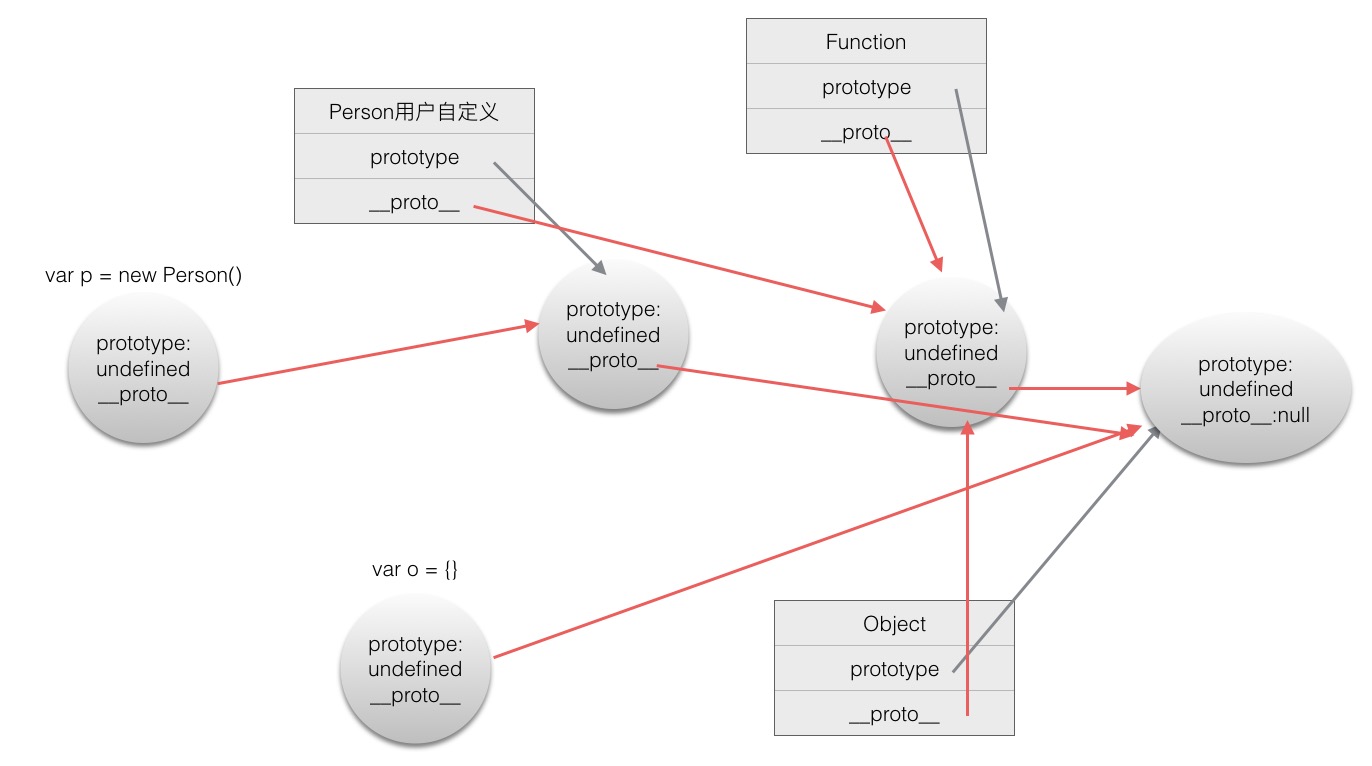 Function
prototype
__proto__
Person用户自定义
prototype
__proto__
var p = new Person()
prototype:
undefined
__proto__
prototype:
undefined
__proto__
prototype:
undefined
__proto__
prototype:
undefined
__proto__:null
var o = {}
prototype:
undefined
__proto__
Object
prototype
__proto__